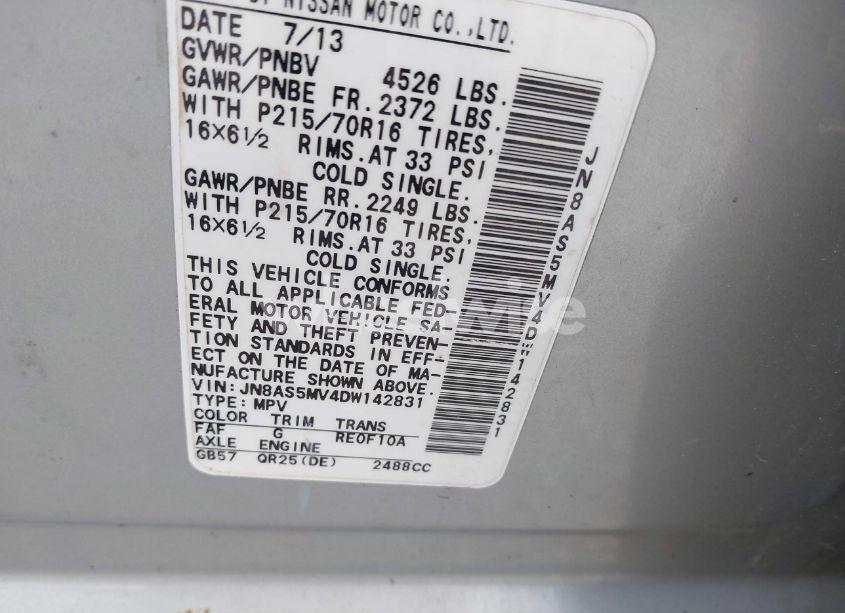 BY NISSAN MOTOR CO.,LTD.
DATE 7/13
GVWR/PNBV 4526 LBS.
GAWR/PNBE FR. 2372 LBS.
WITH P215/70R16 TIRES,
16X6½ RIMS.AT 33 PSI
COLD SINGLE.
GAWR/PNBE RR. 2249 LBS.
WITH P215/70R16 TIRES,
16X6½ RIMS.AT 33 PSI
COLD SINGLE.
THIS VEHICLE CONFORMS
TO ALL APPLICABLE FED-
ERAL MOTOR VEHICLE SA-
FETY AND THEFT PREVEN-
TION STANDARDS IN EFF-
ECT ON THE DATE OF MA-
NUFACTURE SHOWN ABOVE.
VIN: JN8AS5MV4DW142831
TYPE: MPV
COLOR TRIM TRANS
FAF G RE0F10A
AXLE ENGINE
GB57 QR25(DE) 2488CC
JN8AS5MV4DW142831